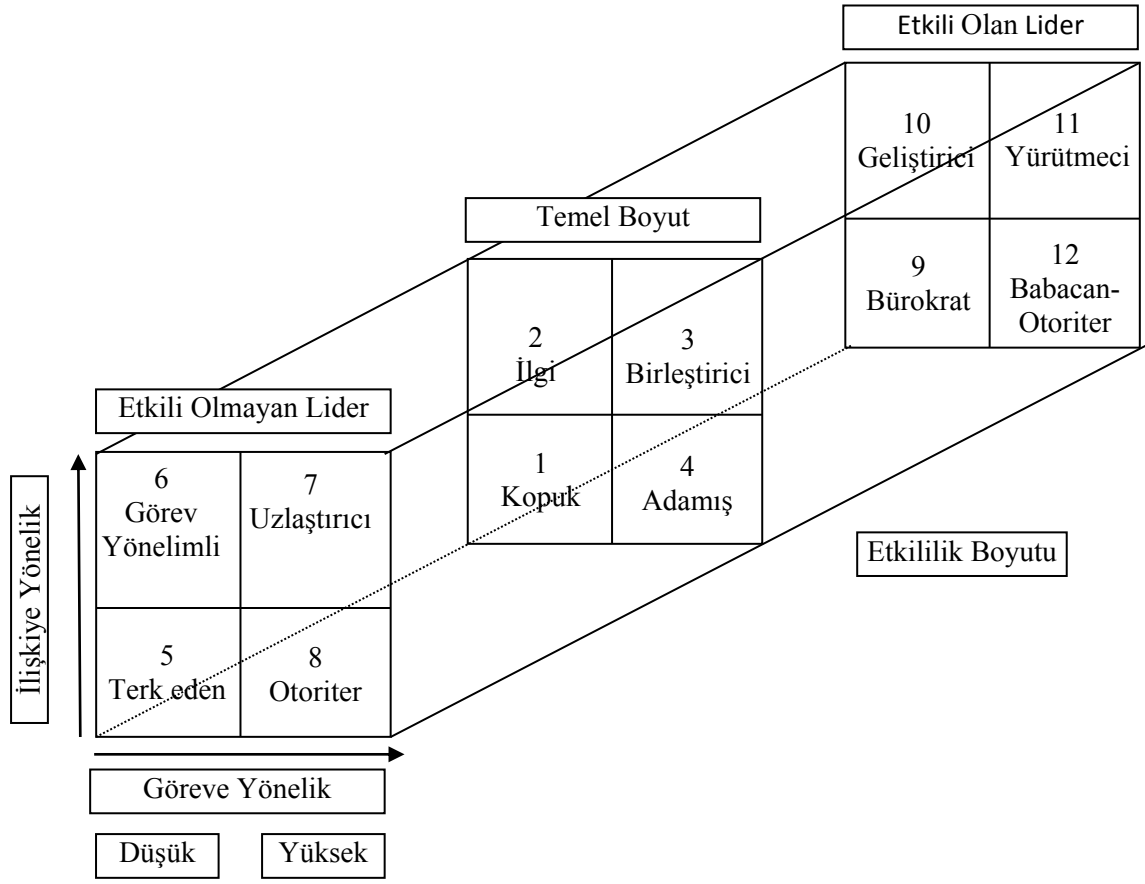 Etkili Olan Lider
10
Geliştirici
11
Yürütmeci
9
Bürokrat
12
Babacan-
Otoriter
Temel Boyut
2
İlgi
3
Birleştirici
1
Kopuk
4
Adamış
Etkili Olmayan Lider
6
Görev
Yönelimli
7
Uzlaştırıcı
5
Terk eden
8
Otoriter
Etkililik Boyutu
İlişkiye Yönelik
Göreve Yönelik
Düşük
Yüksek